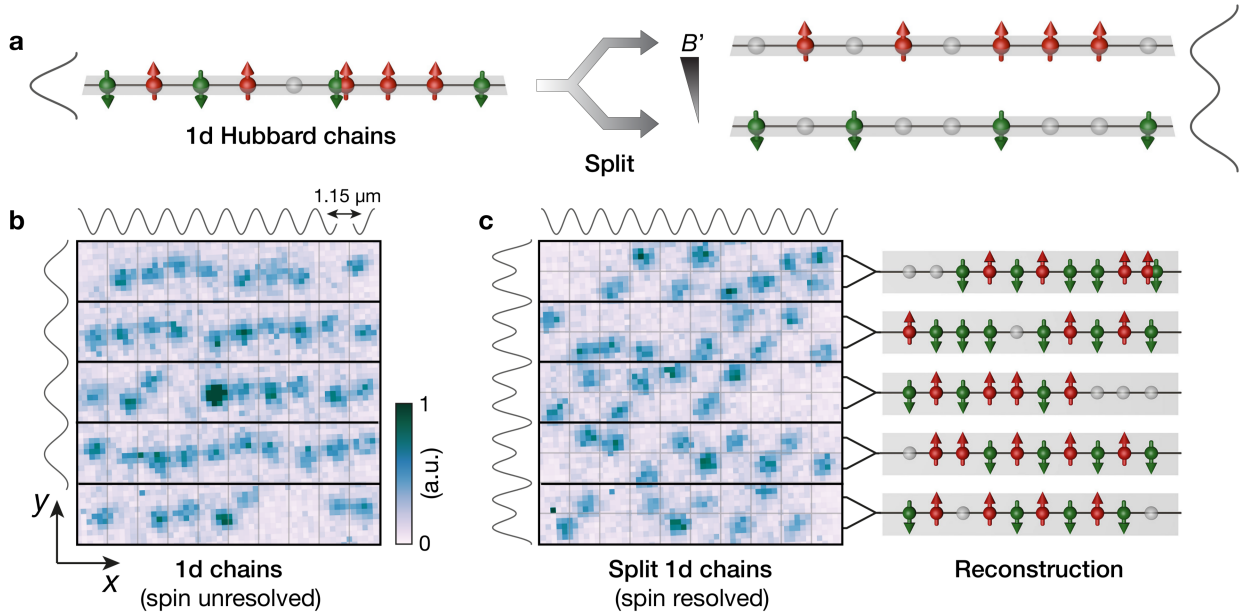 a
B’
1d Hubbard chains
Split
b
1.15 µm
c
1
(a.u.)
0
y
x
1d chains
(spin unresolved)
Split 1d chains
(spin resolved)
Reconstruction